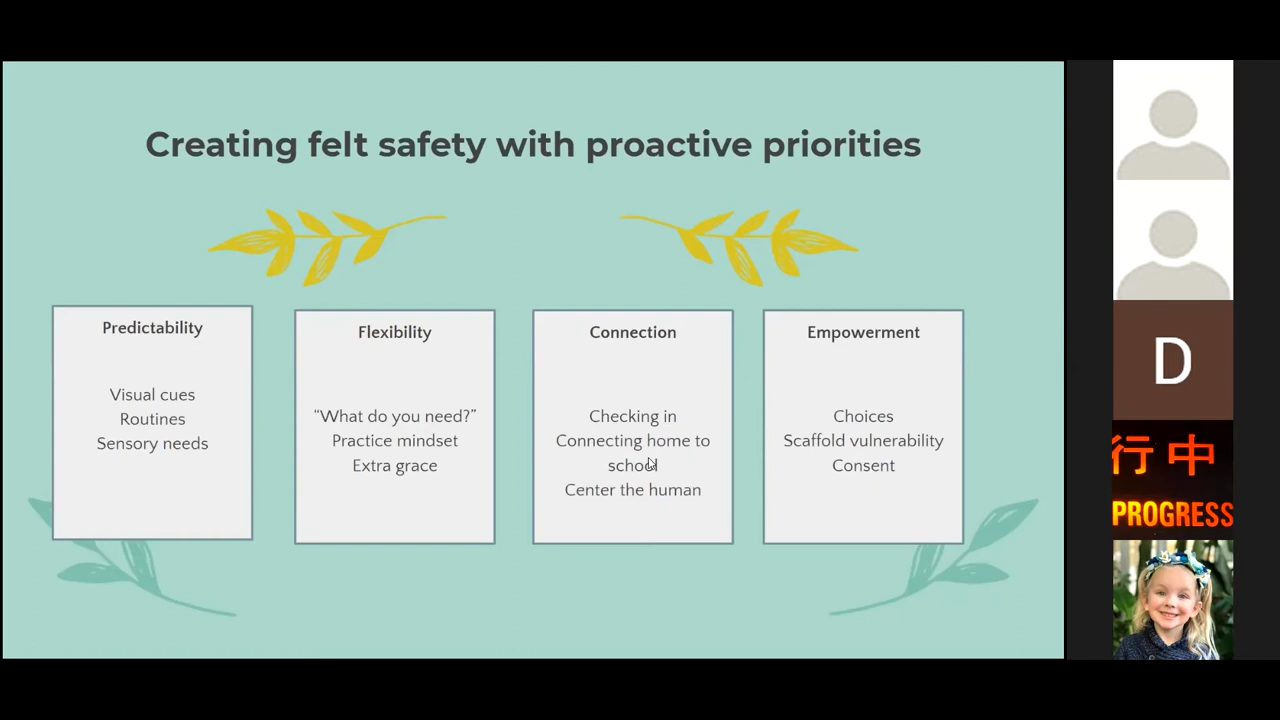 Creating felt safety with proactive priorities
Predictability
Visual cues
Routines
Sensory needs
Flexibility
“What do you need?”
Practice mindset
Extra grace
Connection
Checking in
Connecting home to
school
Center the human
Empowerment
Choices
Scaffold vulnerability
Consent
D
行中
PROGRESS